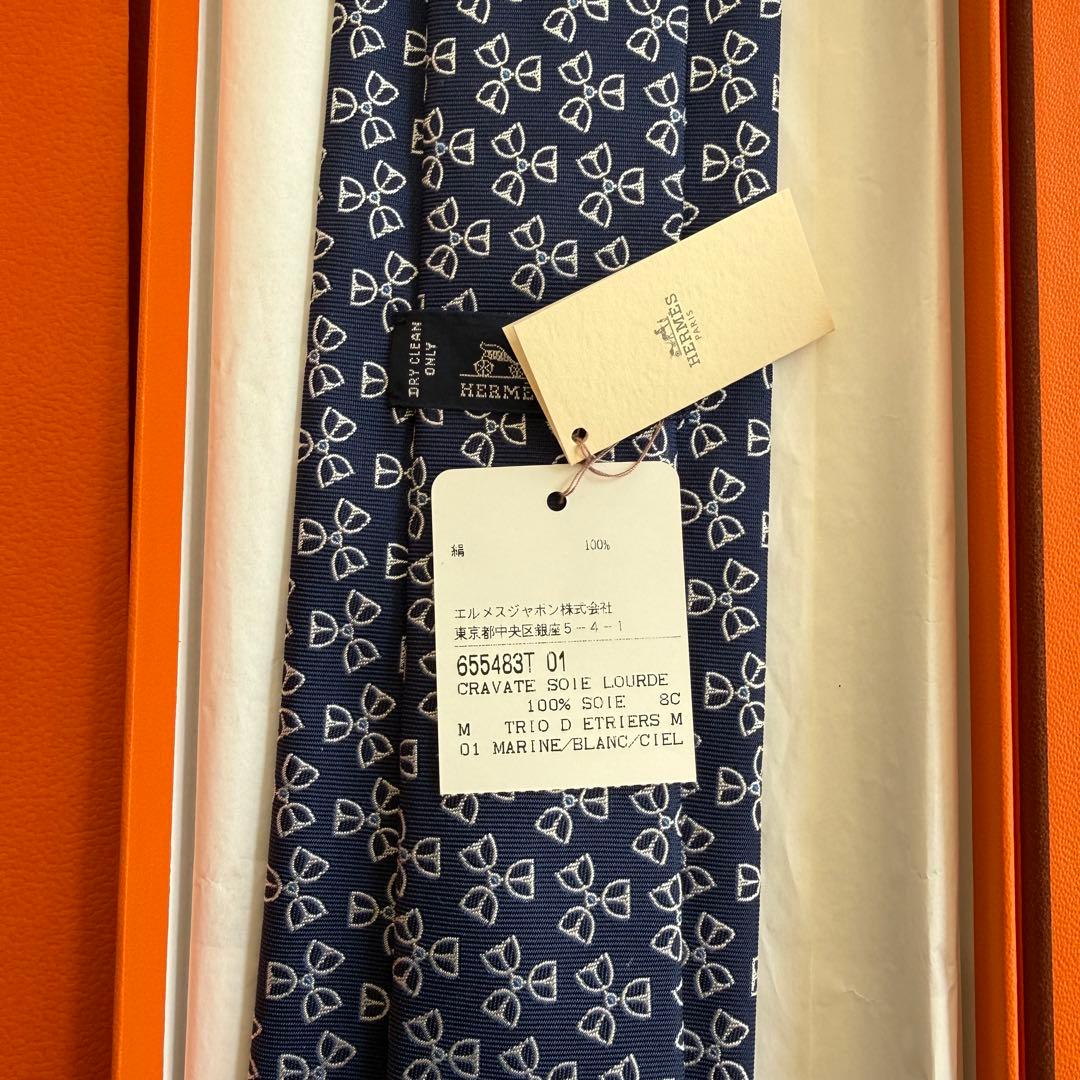 HERMÈS
PARIS
DRY CLEAN
ONLY
絹 100%
エルメスジャポン株式会社
東京都中央区銀座5-4-1
655483T 01
CRAVATE SOIE LOURDE
100% SOIE 8C
M TRIO D ETRIERS M
01 MARINE/BLANC/CIEL